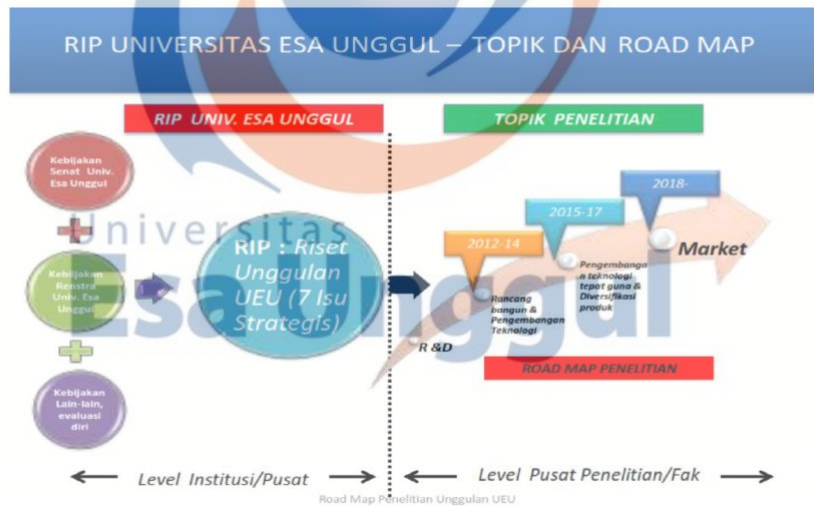 RIP UNIVERSITAS ESA UNGGUL – TOPIK DAN ROAD MAP
RIP UNIV. ESA UNGGUL
TOPIK PENELITIAN
Kebijakan
Senat Univ.
Esa Unggul
Kebijakan
Renstra
Univ. Esa
Unggul
Kebijakan
Lain-lain,
evaluasi
diri
Universitas
Esa Unggul
RIP : Riset
Unggulan
UEU (7 Isu
Strategis)
2012-14
2015-17
2018-
Market
R &D
Rancang
bangun &
Pengembangan
Teknologi
Pengembanga
n teknologi
tepat guna &
Diversifikasi
produk
ROAD MAP PENELITIAN
Level Institusi/Pusat
Level Pusat Penelitian/Fak
Road Map Penelitian Unggulan UEU